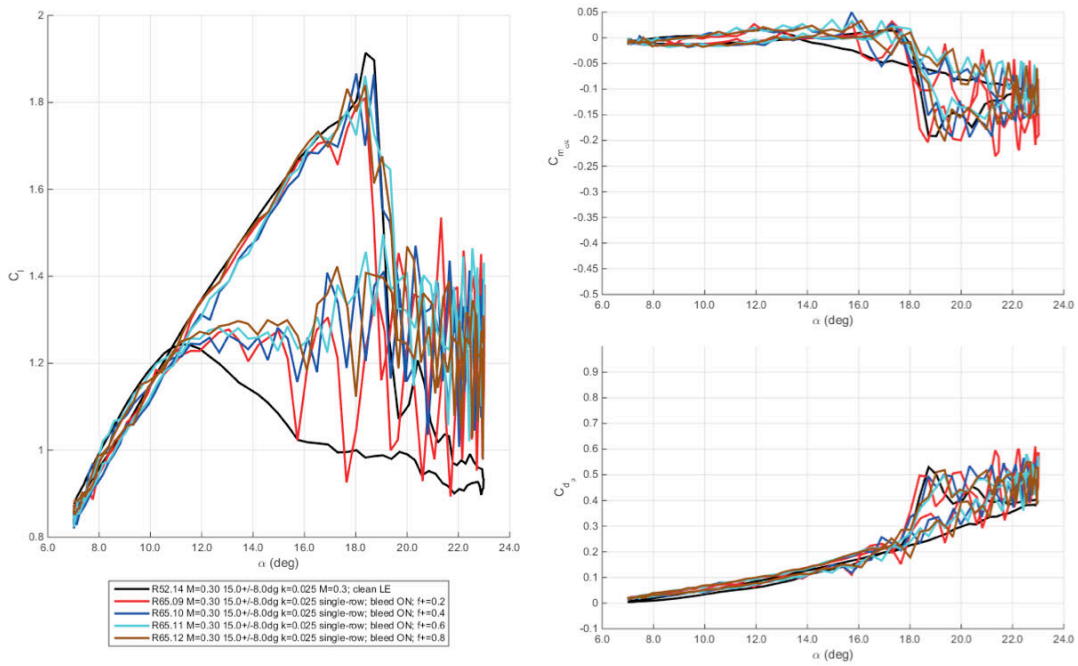 2
1.8
1.6
1.4
1.2
1
0.8
C_l
6.0 8.0 10.0 12.0 14.0 16.0 18.0 20.0 22.0 24.0
α (deg)
R52.14 M=0.30 15.0+/-8.0dg k=0.025 M=0.3; clean LE
R65.09 M=0.30 15.0+/-8.0dg k=0.025 single-row; bleed ON; f+=0.2
R65.10 M=0.30 15.0+/-8.0dg k=0.025 single-row; bleed ON; f+=0.4
R65.11 M=0.30 15.0+/-8.0dg k=0.025 single-row; bleed ON; f+=0.6
R65.12 M=0.30 15.0+/-8.0dg k=0.025 single-row; bleed ON; f+=0.8
0.05
0
-0.05
-0.1
-0.15
-0.2
0.25
0.3
0.35
-0.4
-0.45
-0.5
C_m
6.0 8.0 10.0 12.0 14.0 16.0 18.0 20.0 22.0 24.0
α (deg)
0.9
0.8
0.7
0.6
0.5
0.4
0.3
0.2
0.1
0
-0.1
C_d
6.0 8.0 10.0 12.0 14.0 16.0 18.0 20.0 22.0 24.0
α (deg)